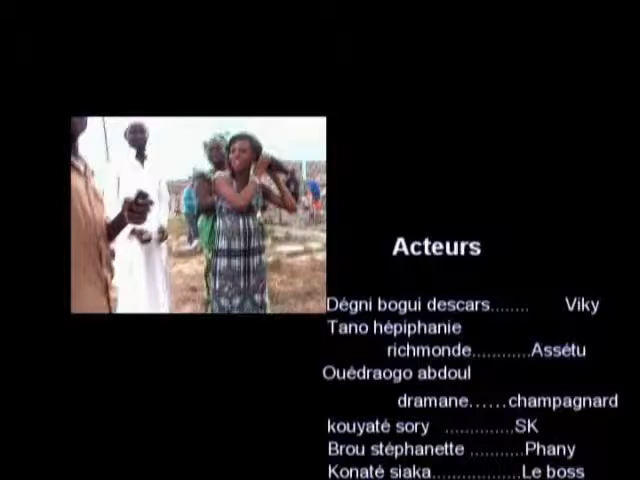 Acteurs
Dégni bogui descars........ Viky
Tano hépiphanie
richmonde............Assétu
Ouédraogo abdoul
dramane......champagnard
kouyaté sory ..............SK
Brou stéphanette ...........Phany
Konaté siaka..................Le boss